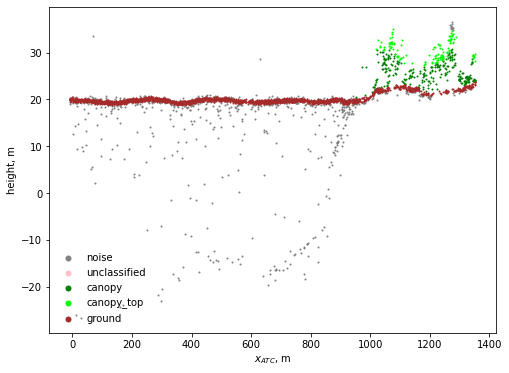 30
20
10
0
−10
−20
height, m
noise
unclassified
canopy
canopy_top
ground
0 200 400 600 800 1000 1200 1400
x_ATC, m